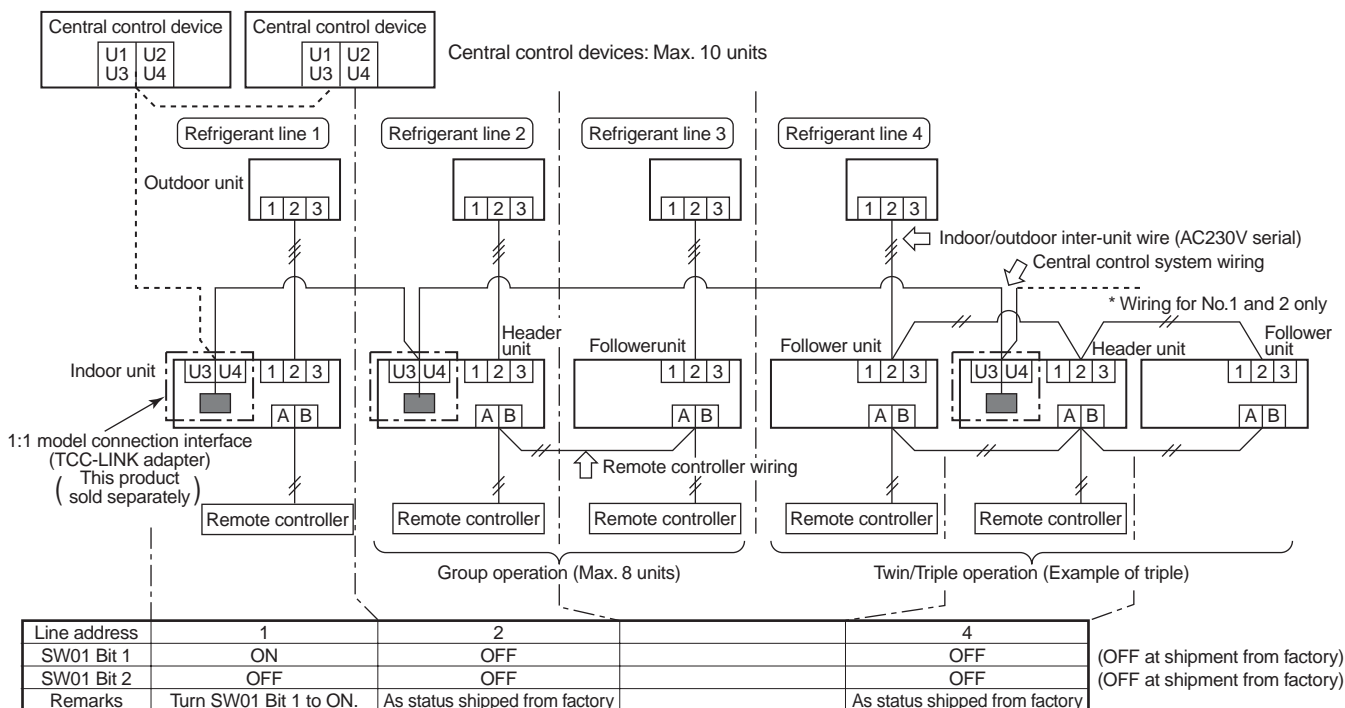 Central control device
Central control device
U1 U2
U3 U4
U1 U2
U3 U4
Central control devices: Max. 10 units
Refrigerant line 1
Refrigerant line 2
Refrigerant line 3
Refrigerant line 4
Outdoor unit
1 2 3
1 2 3
1 2 3
1 2 3
Indoor/outdoor inter-unit wire (AC230V serial)
Central control system wiring
* Wiring for No.1 and 2 only
Header
unit
Followerunit
Follower unit
Header unit
Follower
unit
Indoor unit
U3 U4
1 2 3
U3 U4
1 2 3
1 2 3
1 2 3
U3 U4
1 2 3
1 2 3
A B
A B
A B
A B
A B
A B
1:1 model connection interface
(TCC-LINK adapter)
( This product
sold separately )
Remote controller wiring
Remote controller
Remote controller
Remote controller
Remote controller
Remote controller
Group operation (Max. 8 units)
Twin/Triple operation (Example of triple)
Line address 1 2 4
SW01 Bit 1 ON OFF OFF (OFF at shipment from factory)
SW01 Bit 2 OFF OFF OFF (OFF at shipment from factory)
Remarks Turn SW01 Bit 1 to ON. As status shipped from factory As status shipped from factory